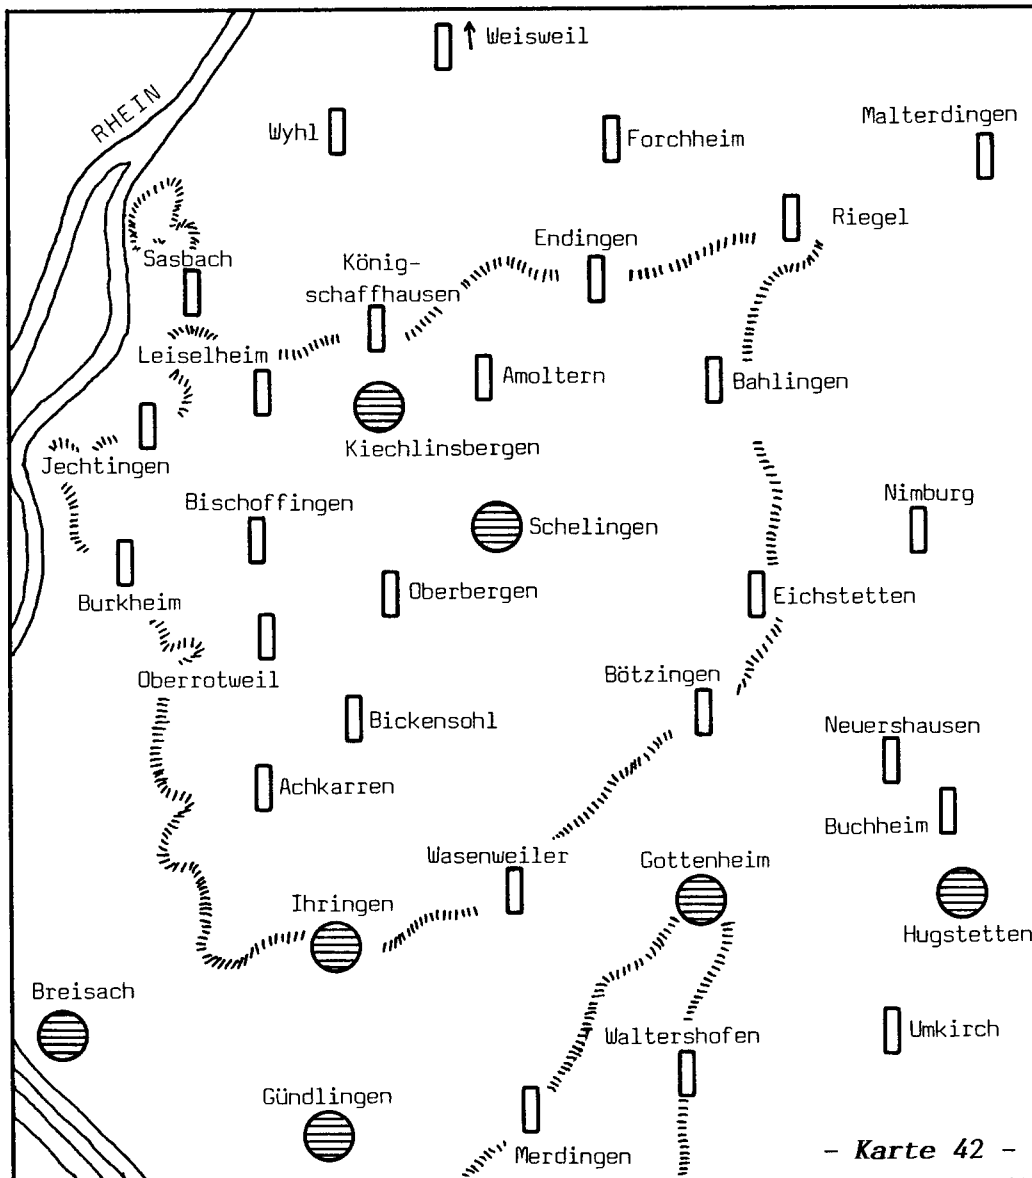 Weisweil
RHEIN
Wyhl
Forchheim
Malterdingen
Riegel
Endingen
Sasbach
König-
schaffhausen
Leiselheim
Amoltern
Bahlingen
Kiechlinsbergen
Jechtingen
Bischoffingen
Nimburg
Schelingen
Oberbergen
Eichstetten
Burkheim
Oberrotweil
Bötzingen
Bickensohl
Neuershausen
Achkarren
Buchheim
Wasenweiler
Gottenheim
Ihringen
Hugstetten
Breisach
Umkirch
Waltershofen
Gündlingen
Merdingen
- Karte 42 -